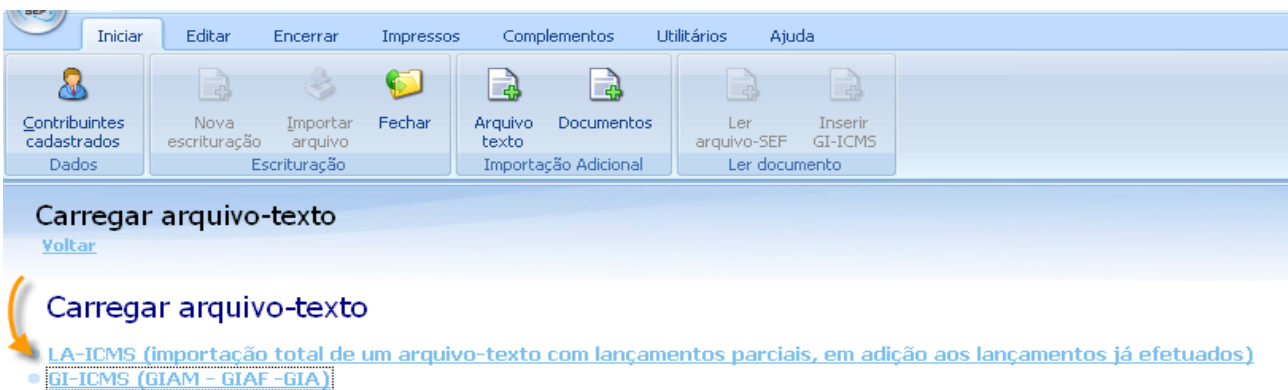 SEF
Iniciar Editar Encerrar Impressos Complementos Utilitários Ajuda
Contribuintes cadastrados
Nova escrituração
Importar arquivo
Fechar
Arquivo texto
Documentos
Ler arquivo-SEF
Inserir GI-ICMS
Dados Escrituração Importação Adicional Ler documento
Carregar arquivo-texto
Voltar
Carregar arquivo-texto
LA-ICMS (importação total de um arquivo-texto com lançamentos parciais, em adição aos lançamentos já efetuados)
GI-ICMS (GIAM - GIAF -GIA)